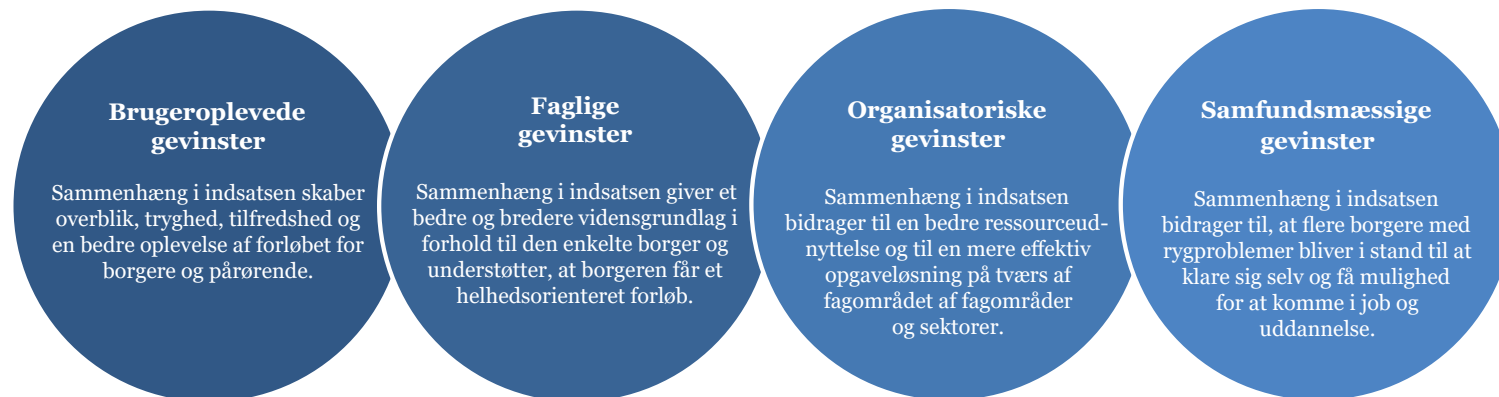 Brugeroplevede
gevinster
Sammenhæng i indsatsen skaber
overblik, tryghed, tilfredshed og
en bedre oplevelse af forløbet for
borgere og pårørende.
Faglige
gevinster
Sammenhæng i indsatsen giver et
bedre og bredere vidensgrundlag i
forhold til den enkelte borger og
understøtter, at borgeren får et
helhedsorienteret forløb.
Organisatoriske
gevinster
Sammenhæng i indsatsen
bidrager til en bedre ressourceud-
nyttelse og til en mere effektiv
opgaveløsning på tværs af
fagområdet af fagområder
og sektorer.
Samfundsmæssige
gevinster
Sammenhæng i indsatsen
bidrager til, at flere borgere med
rygproblemer bliver i stand til at
klare sig selv og få mulighed
for at komme i job og
uddannelse.